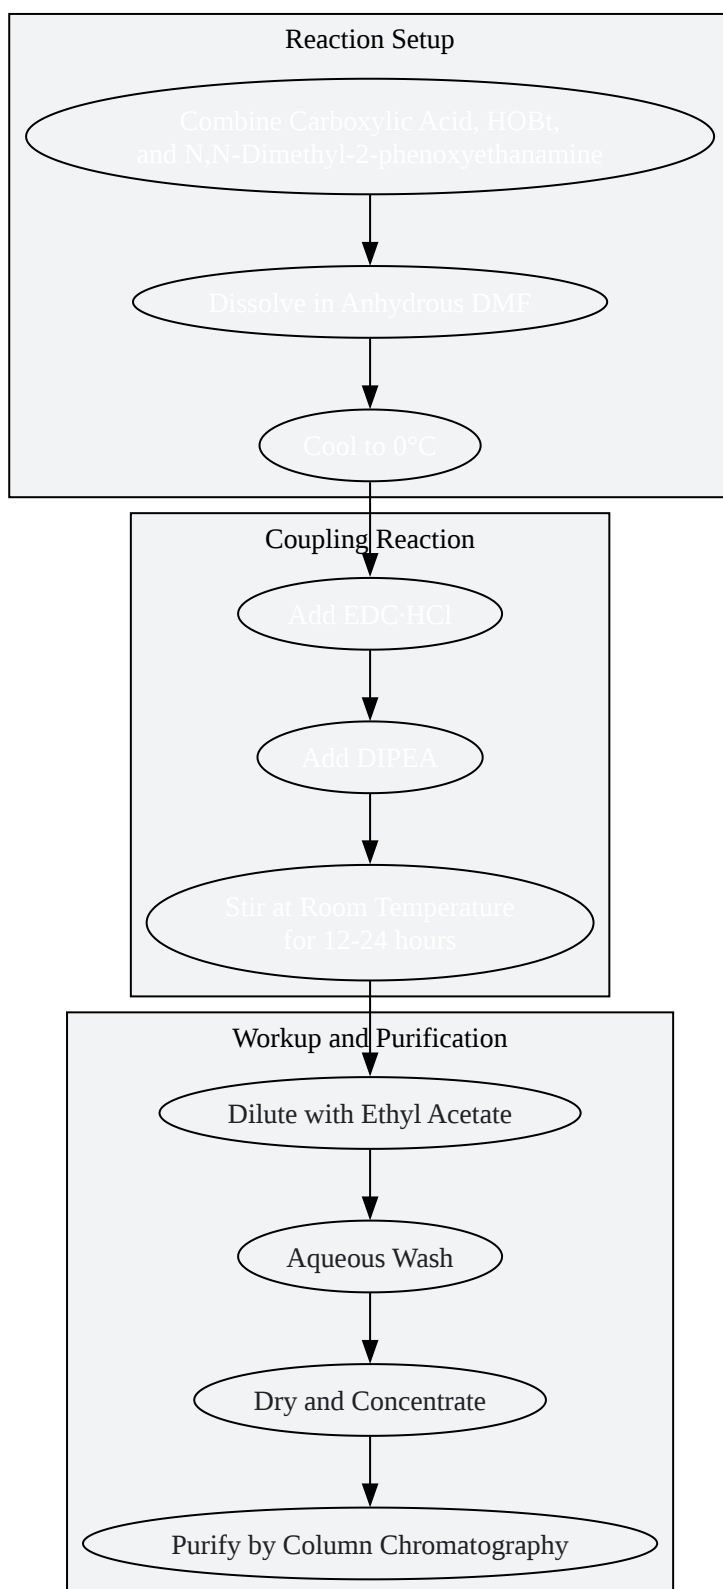 Reaction Setup
Combine Carboxylic Acid, HOBt,
and N,N-Dimethyl-2-phenoxyethanamine
Dissolve in Anhydrous DMF
Cool to 0°C
Coupling Reaction
Add EDC·HCl
Add DIPEA
Stir at Room Temperature
for 12-24 hours
Workup and Purification
Dilute with Ethyl Acetate
Aqueous Wash
Dry and Concentrate
Purify by Column Chromatography